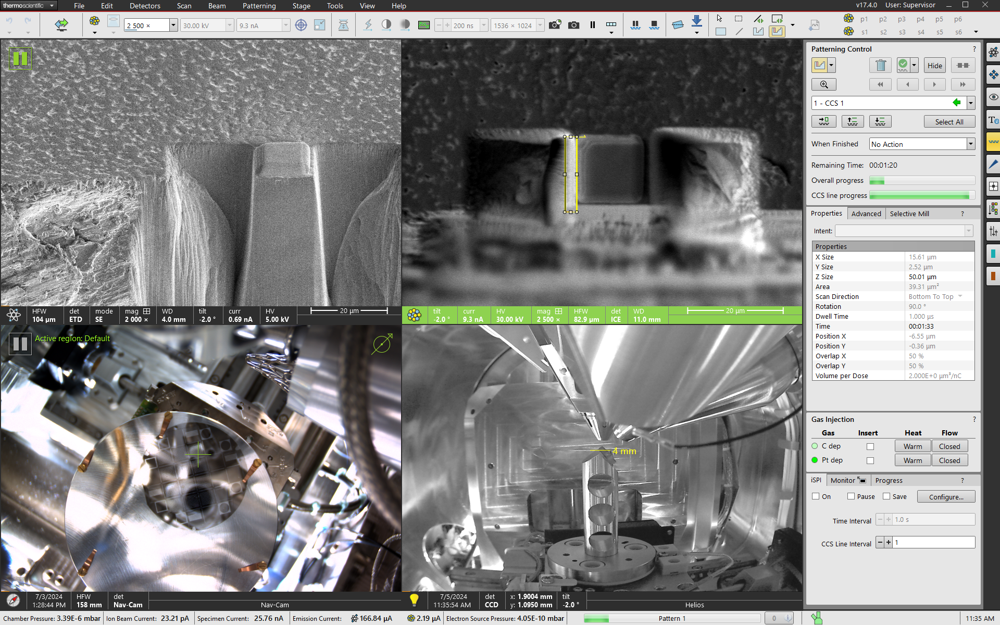 thermoscientific File Edit Detectors Scan Beam Patterning Stage Tools View Help v17.4.0 User: Supervisor
2 500 × 30.00 kV 9.3 nA 200 ns 1536 × 1024 p1 p2 p3 p4 p5 p6
s1 s2 s3 s4 s5 s6
HFW det mode mag WD tilt curr HV 20 µm
104 µm ETD SE 2 000 × 4.0 mm -2.0 ° 0.69 nA 5.00 kV
tilt curr HV mag HFW det WD 20 µm
-2.0 ° 9.3 nA 30.00 kV 2 500 × 82.9 µm ICE 11.0 mm
Active region: Default
4 mm
7/3/2024 HFW det
1:28:44 PM 158 mm Nav-Cam Nav-Cam
7/5/2024 det x: 1.9004 mm tilt
11:35:54 AM CCD y: 1.0950 mm -2.0 ° Helios
Patterning Control ?
Hide
1 - CCS 1
Select All
When Finished No Action
Remaining Time: 00:01:20
Overall progress
CCS line progress
Properties Advanced Selective Mill ?
Intent:
Properties
X Size 15.61 µm
Y Size 2.52 µm
Z Size 50.01 µm
Area 39.31 µm²
Scan Direction Bottom To Top
Rotation 90.0 °
Dwell Time 1.000 µs
Time 00:01:33
Position X -6.55 µm
Position Y -0.36 µm
Overlap X 50 %
Overlap Y 50 %
Volume per Dose 2.000E+0 µm³/nC
Gas Injection ?
Gas Insert Heat Flow
C dep Warm Closed
Pt dep Warm Closed
iSPI Monitor Progress ?
On Pause Save Configure...
Time Interval 1.0 s
CCS Line Interval 1
Chamber Pressure: 3.39E-6 mbar Ion Beam Current: 23.21 pA Specimen Current: 25.76 nA Emission Current: 166.84 µA 2.19 µA Electron Source Pressure: 4.05E-10 mbar Pattern 1 0 11:35 AM